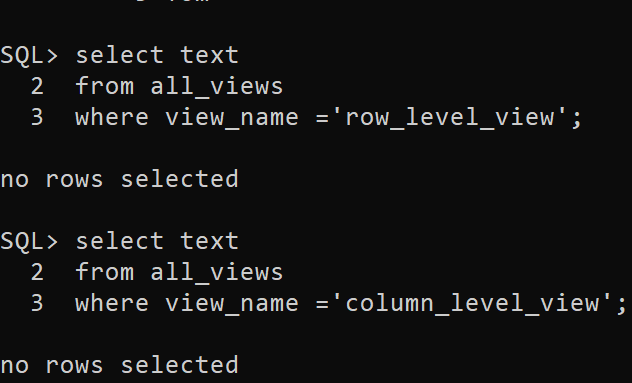 SQL> select text
  2  from all_views
  3  where view_name ='row_level_view';
no rows selected
SQL> select text
  2  from all_views
  3  where view_name ='column_level_view';
no rows selected